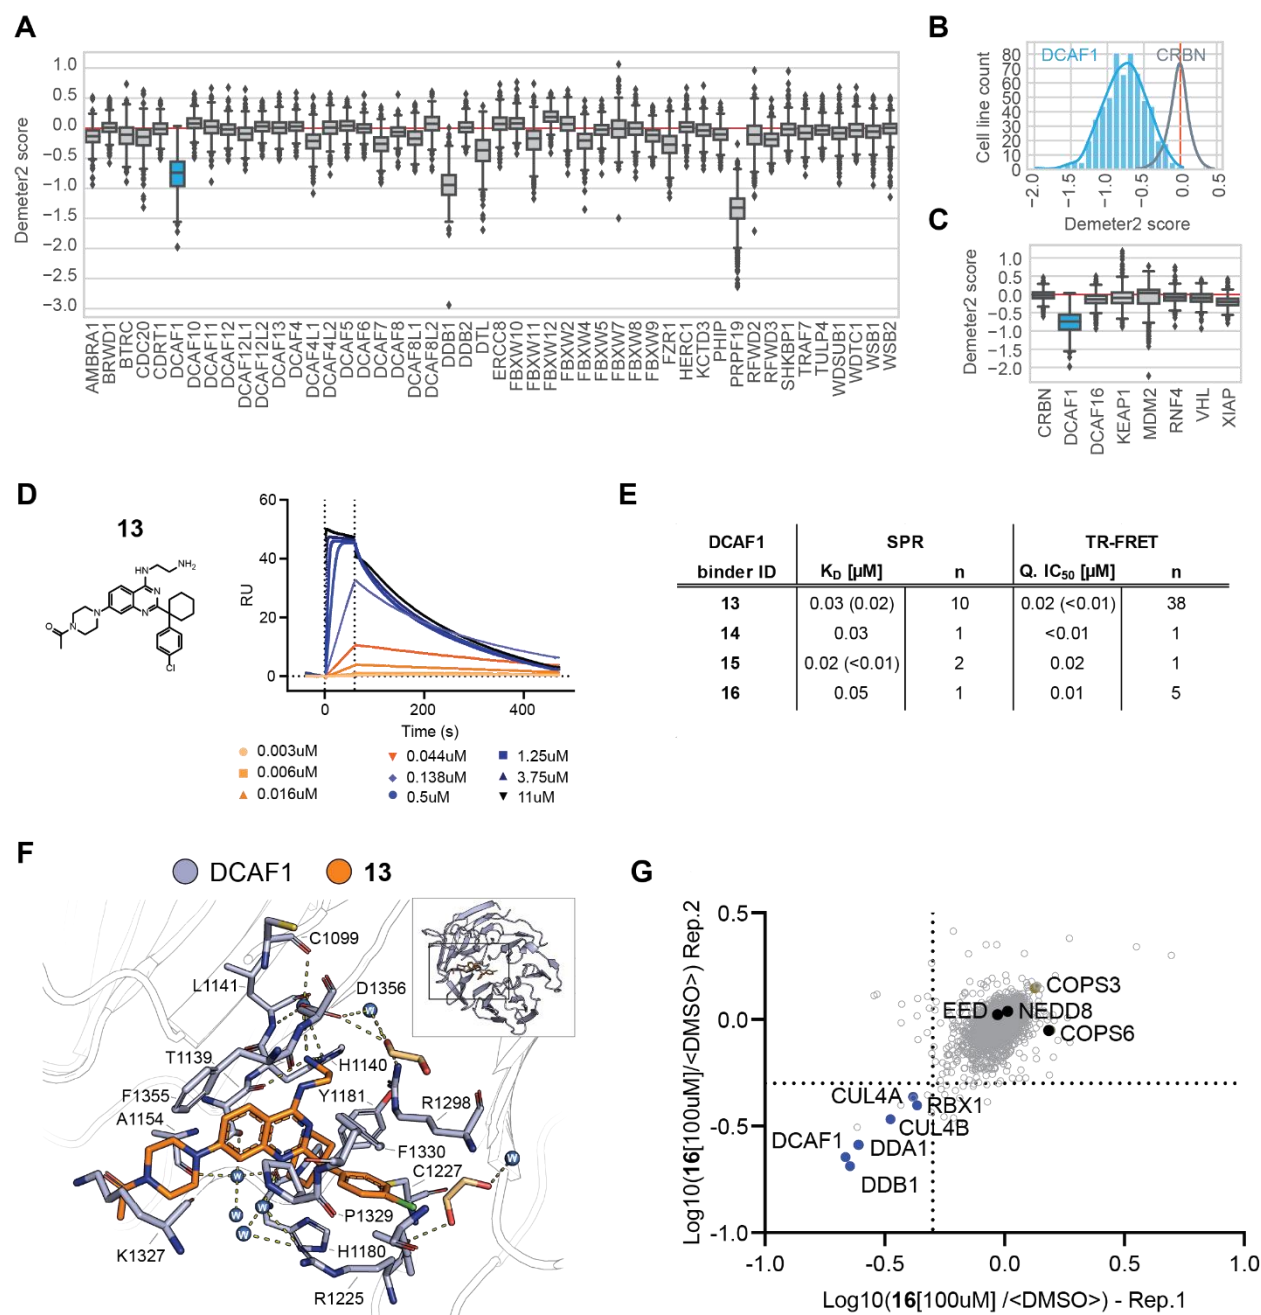 A
Demeter2 score
1.0
0.5
0.0
−0.5
−1.0
−1.5
−2.0
−2.5
−3.0
AMBRA1
BRWD1
BTRC
CDC20
CDRT1
DCAF1
DCAF10
DCAF11
DCAF12
DCAF12L1
DCAF12L2
DCAF13
DCAF4
DCAF4L1
DCAF4L2
DCAF5
DCAF6
DCAF7
DCAF8
DCAF8L1
DCAF8L2
DDB1
DDB2
DTL
ERCC8
FBXW10
FBXW11
FBXW12
FBXW2
FBXW4
FBXW5
FBXW7
FBXW8
FBXW9
FZR1
HERC1
KCTD3
PHIP
PRPF19
RFWD2
RFWD3
SHKBP1
TRAF7
TULP4
WDSUB1
WDTC1
WSB1
WSB2
B
DCAF1
CRBN
Cell line count
80
70
60
50
40
30
20
10
0
−2.0
−1.5
−1.0
−0.5
0.0
0.5
Demeter2 score
C
Demeter2 score
1.0
0.5
0.0
−0.5
−1.0
−1.5
−2.0
CRBN
DCAF1
DCAF16
KEAP1
MDM2
RNF4
VHL
XIAP
D
13
HN
NH2
N
N
N
N
O
Cl
RU
60
40
20
0
0
200
400
Time (s)
0.003uM
0.006uM
0.016uM
0.044uM
0.138uM
0.5uM
1.25uM
3.75uM
11uM
E
DCAF1 SPR TR-FRET
binder ID KD [µM] n Q. IC50 [µM] n
13 0.03 (0.02) 10 0.02 (<0.01) 38
14 0.03 1 <0.01 1
15 0.02 (<0.01) 2 0.02 1
16 0.05 1 0.01 5
F
DCAF1 13
C1099
L1141
D1356
T1139
H1140
F1355
Y1181
A1154
R1298
F1330
C1227
P1329
K1327
H1180
R1225
W
W
W
W
W
W
G
Log10(16[100uM]/<DMSO>) Rep.2
0.5
0.0
-0.5
-1.0
COPS3
EED
NEDD8
COPS6
CUL4A
RBX1
CUL4B
DCAF1
DDA1
DDB1
-1.0
-0.5
0.0
0.5
1.0
Log10(16[100uM] /<DMSO>) - Rep.1